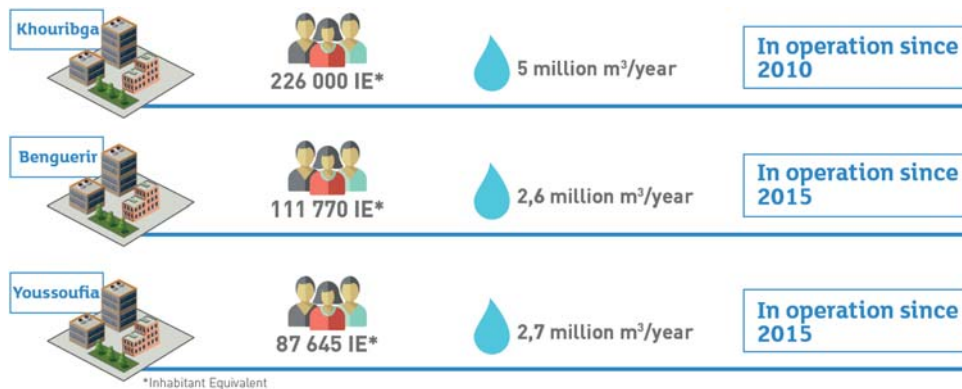 Khouribga
226 000 IE*
5 million m³/year
In operation since
2010
Benguerir
111 770 IE*
2,6 million m³/year
In operation since
2015
Youssoufia
87 645 IE*
2,7 million m³/year
In operation since
2015
*Inhabitant Equivalent